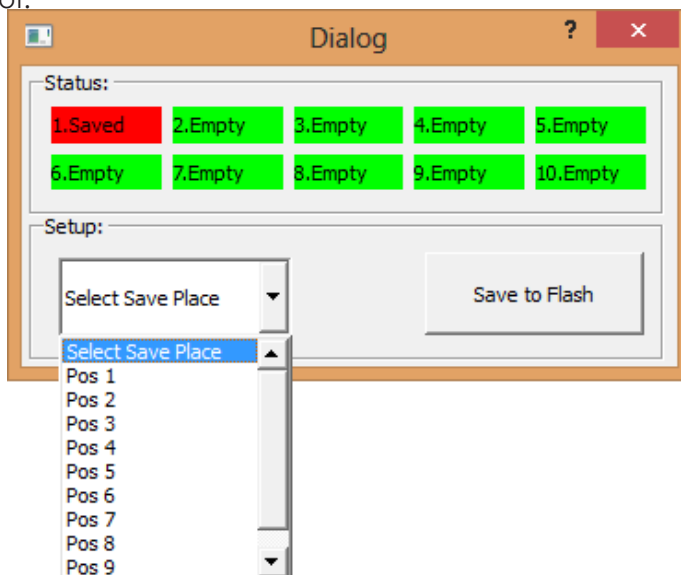 or.
Dialog ? ×
Status:
1.Saved 2.Empty 3.Empty 4.Empty 5.Empty
6.Empty 7.Empty 8.Empty 9.Empty 10.Empty
Setup:
Select Save Place Save to Flash
Select Save Place
Pos 1
Pos 2
Pos 3
Pos 4
Pos 5
Pos 6
Pos 7
Pos 8
Pos 9